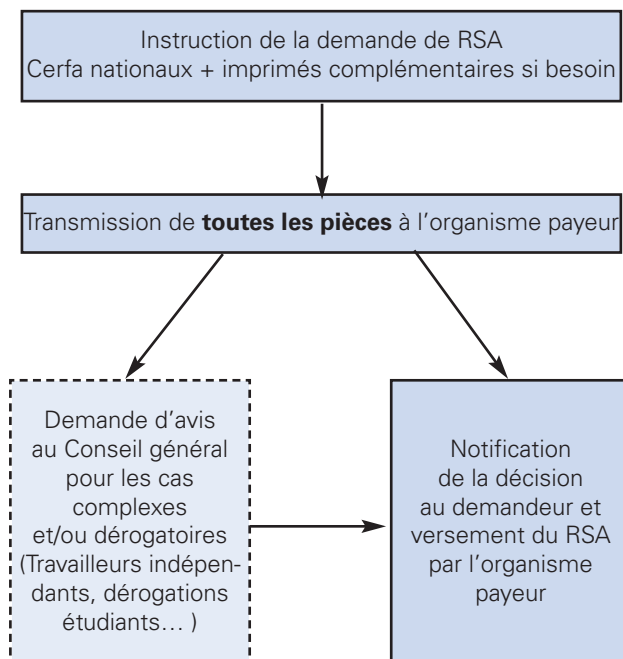 Instruction de la demande de RSA
Cerfa nationaux + imprimés complémentaires si besoin
Transmission de toutes les pièces à l'organisme payeur
Demande d'avis
au Conseil général
pour les cas
complexes
et/ou dérogatoires
(Travailleurs indépen-
dants, dérogations
étudiants… )
Notification
de la décision
au demandeur et
versement du RSA
par l'organisme
payeur